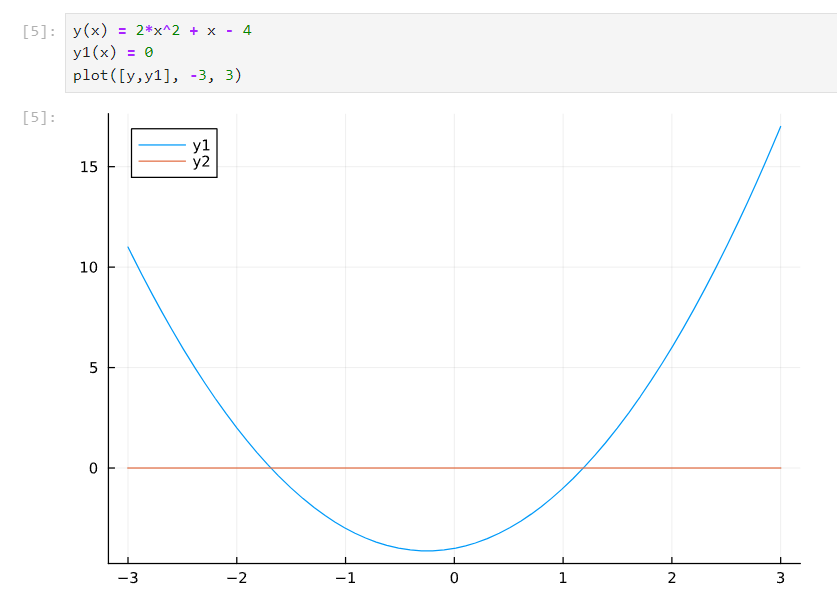 [5]: y(x) = 2*x^2 + x - 4
y1(x) = 0
plot([y,y1], -3, 3)
[5]:
y1
y2
15
10
5
0
−3 −2 −1 0 1 2 3